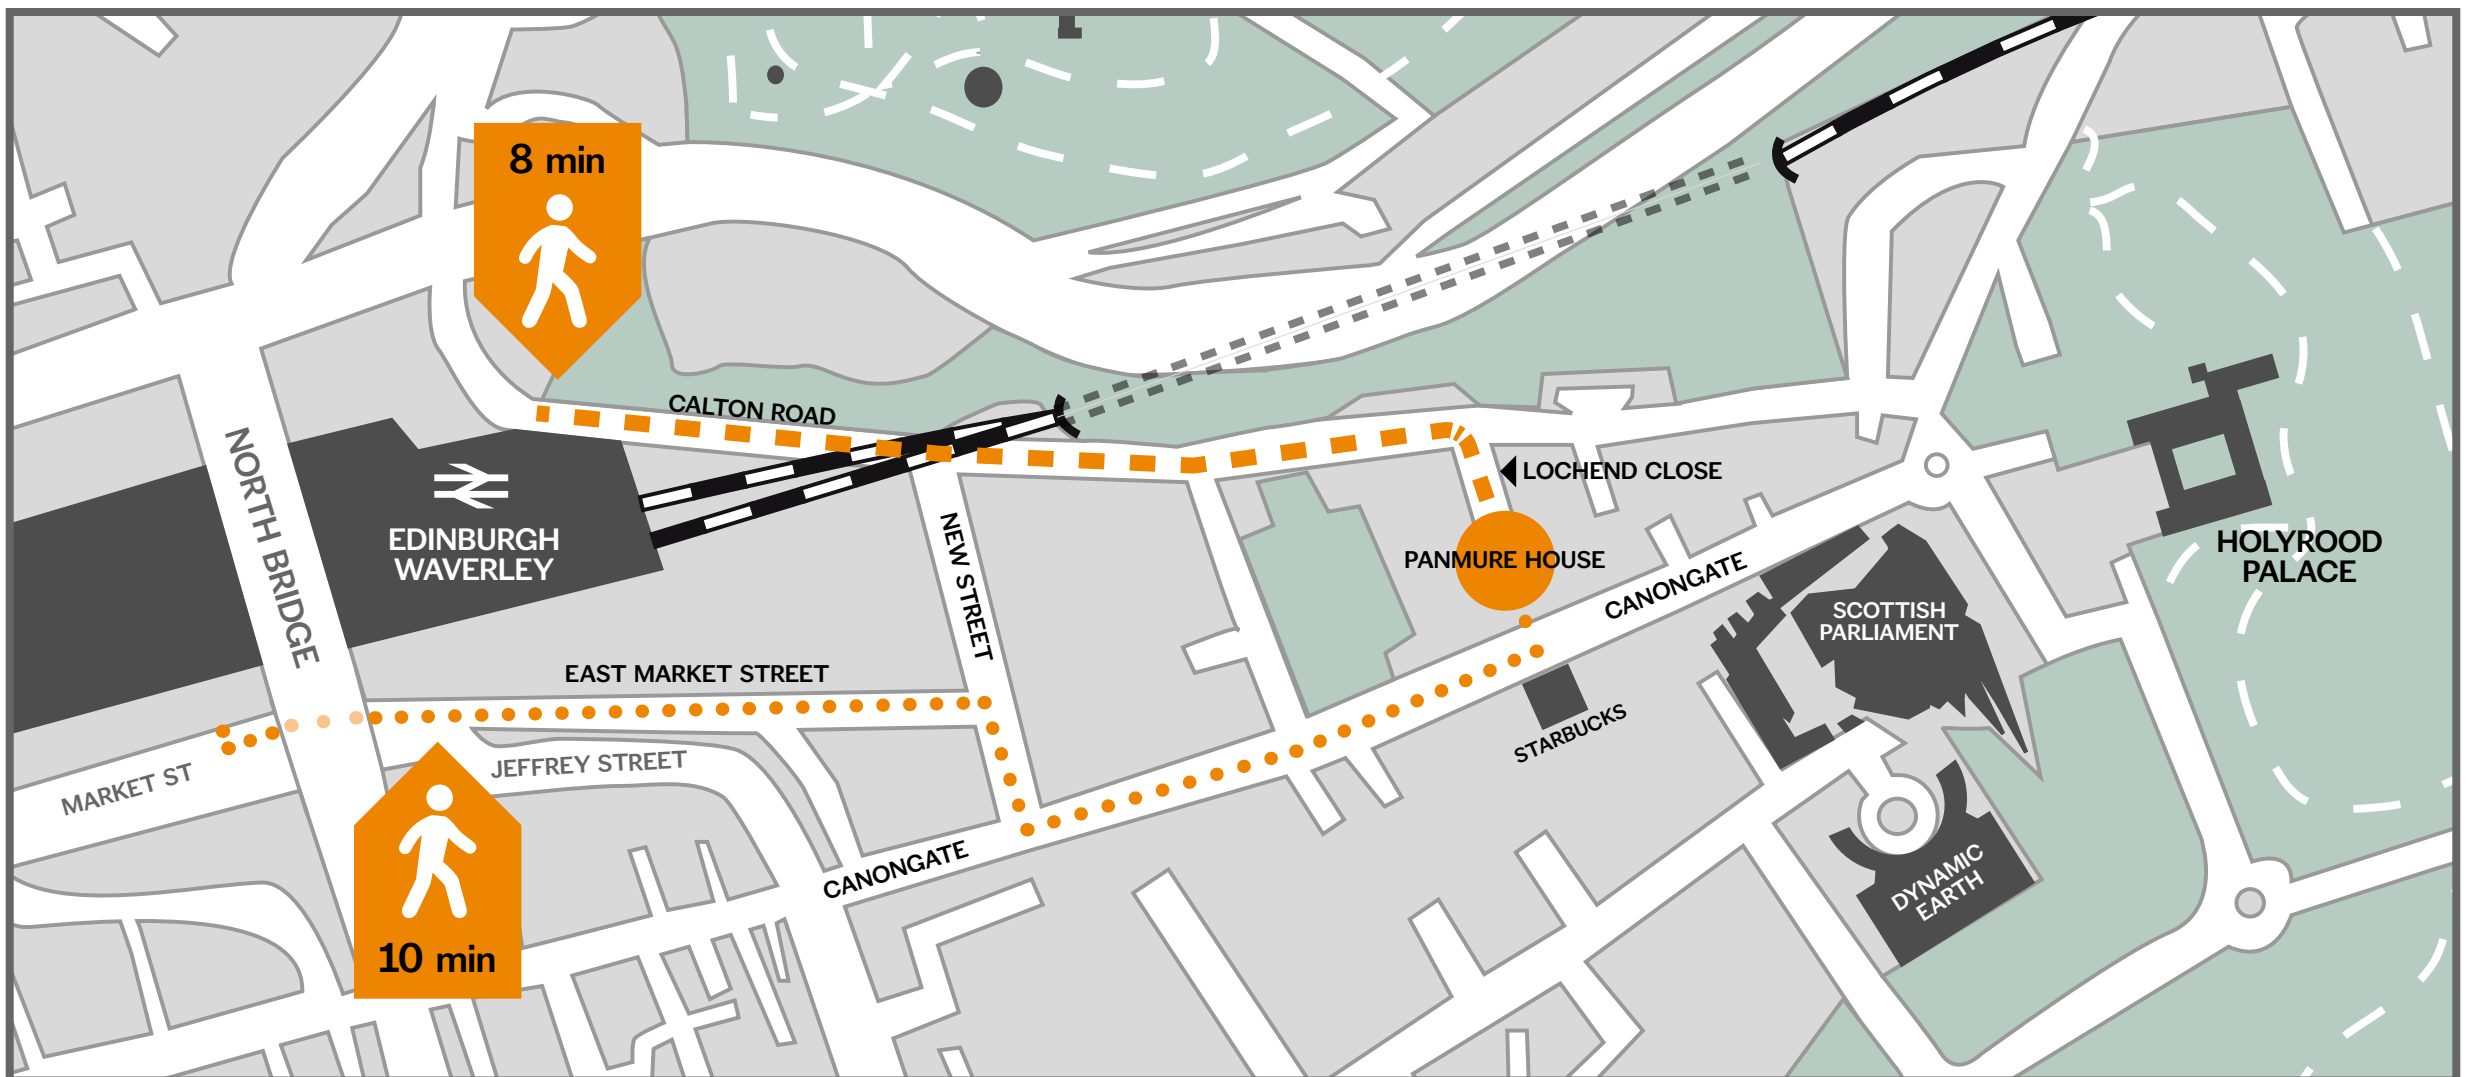 8 min
CALTON ROAD
NORTH BRIDGE
EDINBURGH
WAVERLEY
LOCHEND CLOSE
NEW STREET
PANMURE HOUSE
CANONGATE
HOLYROOD
PALACE
SCOTTISH
PARLIAMENT
EAST MARKET STREET
STARBUCKS
JEFFREY STREET
MARKET ST
CANONGATE
DYNAMIC
EARTH
10 min